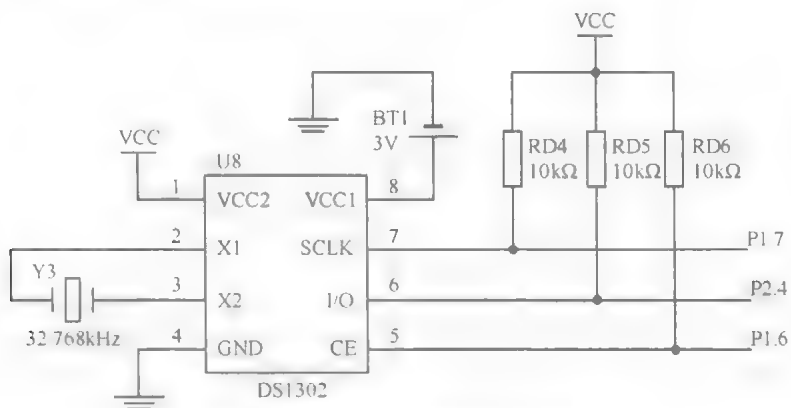 VCC
BT1
3V
RD4
10kΩ
RD5
10kΩ
RD6
10kΩ
VCC
U8
1
VCC2
VCC1
8
2
X1
SCLK
7
P1.7
Y3
3
X2
I/O
6
P2.4
32.768kHz
4
GND
CE
5
P1.6
DS1302